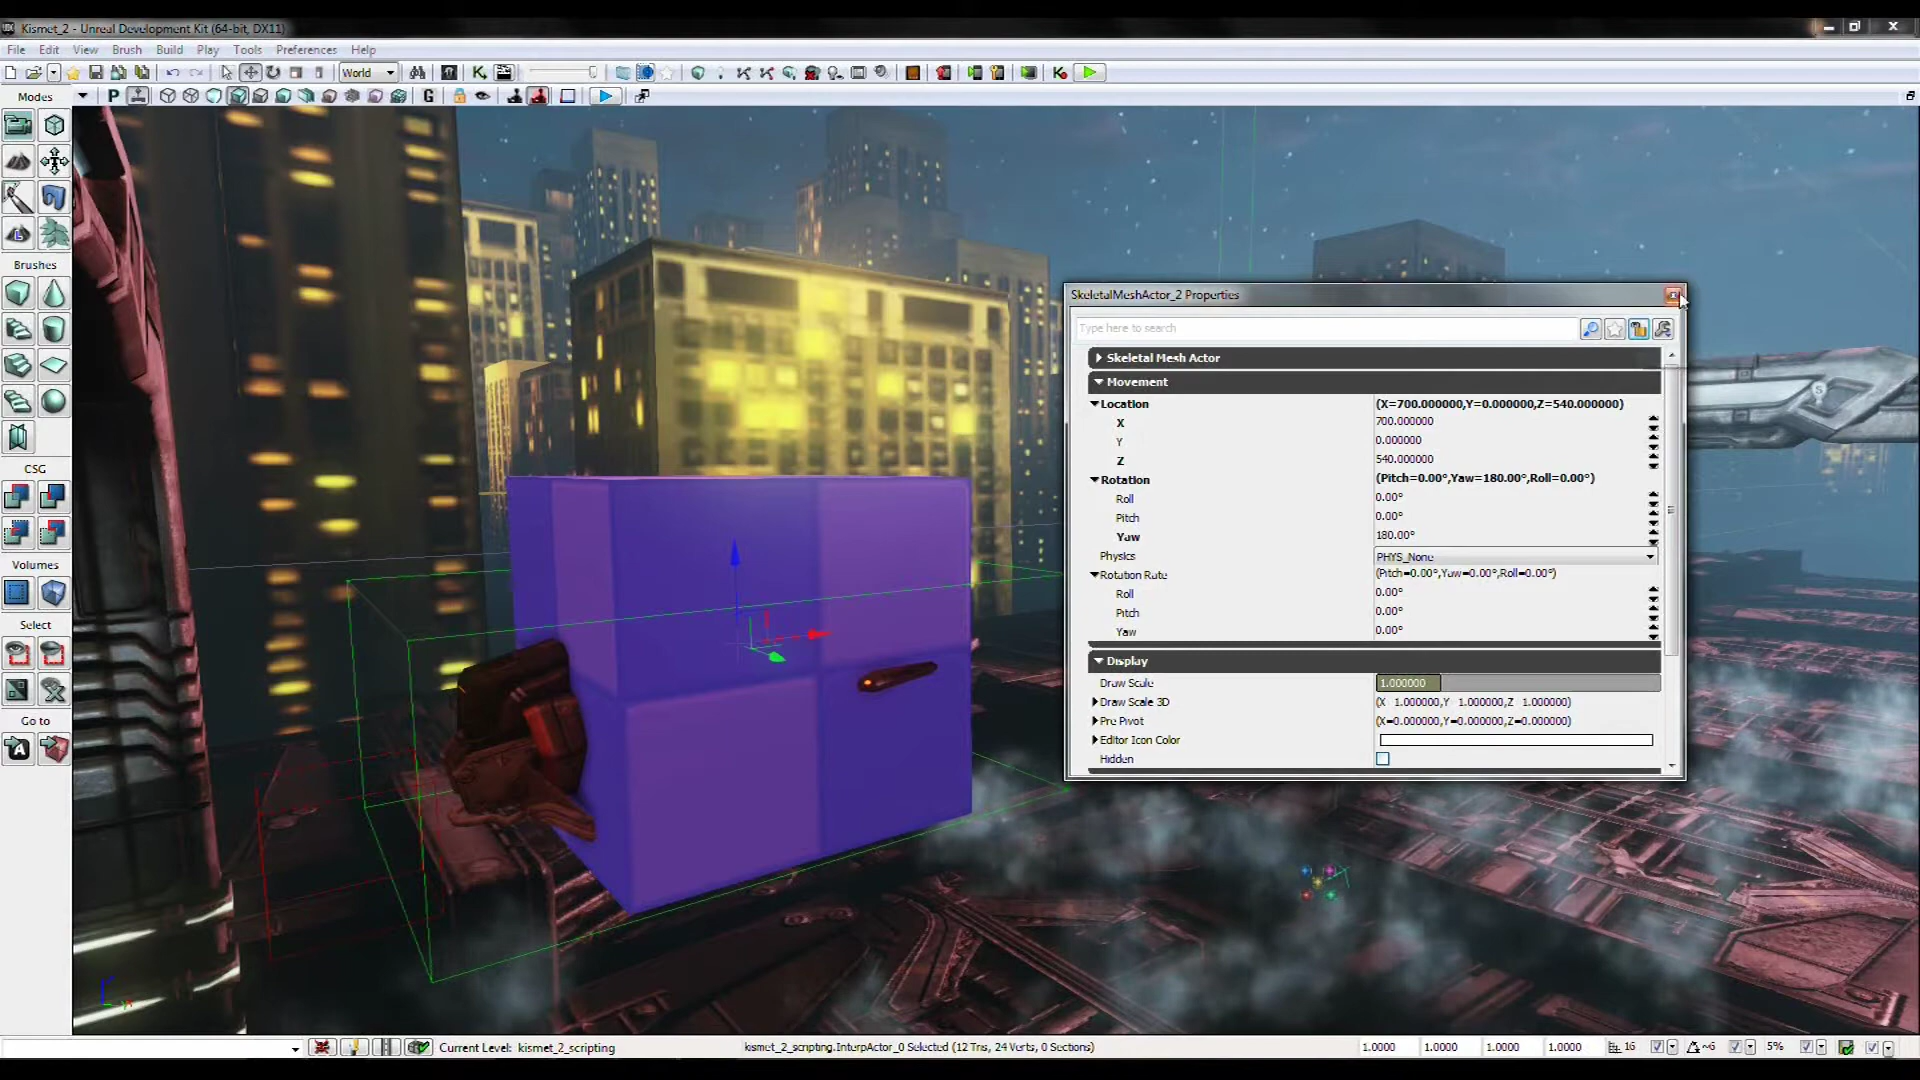 Kismet_2 - Unreal Development Kit (64-bit, DX11)
File Edit View Brush Build Play Tools Preferences Help
World
Modes
P
G
Brushes
CSG
Volumes
Select
Go to
SkeletalMeshActor_2 Properties
Type here to search
Skeletal Mesh Actor
Movement
Location (X=700.000000,Y=0.000000,Z=540.000000)
X 700.000000
Y 0.000000
Z 540.000000
Rotation (Pitch=0.00°,Yaw=180.00°,Roll=0.00°)
Roll 0.00°
Pitch 0.00°
Yaw 180.00°
Physics PHYS_None
Rotation Rate (Pitch=0.00°,Yaw=0.00°,Roll=0.00°)
Roll 0.00°
Pitch 0.00°
Yaw 0.00°
Display
Draw Scale 1.000000
Draw Scale 3D (X=1.000000,Y=1.000000,Z=1.000000)
Pre Pivot (X=0.000000,Y=0.000000,Z=0.000000)
Editor Icon Color
Hidden
Current Level: kismet_2_scripting
kismet_2_scripting.InterpActor_0 Selected (12 Tris, 24 Verts, 0 Sections)
1.0000 1.0000 1.0000 1.0000 16 ~6 5%